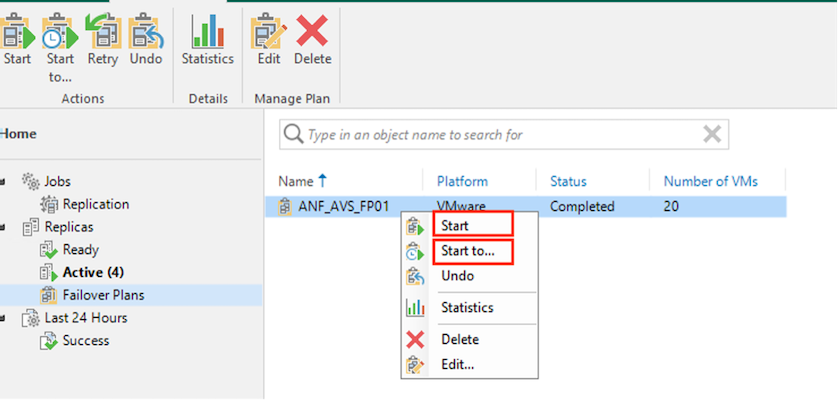 Start
Start to...
Retry
Undo
Statistics
Edit
Delete
Actions
Details
Manage Plan
Home
Type in an object name to search for
Jobs
Replication
Replicas
Ready
Active (4)
Failover Plans
Last 24 Hours
Success
Name Platform Status Number of VMs
ANF_AVS_FP01 VMware Completed 20
Start
Start to...
Undo
Statistics
Delete
Edit...